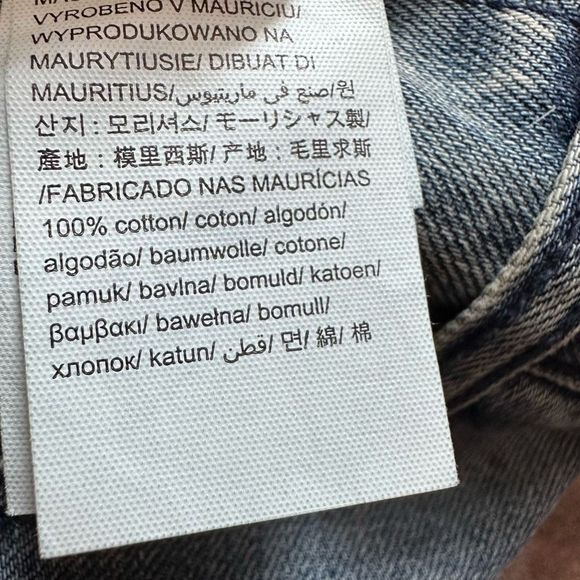 VYROBENO V MAURICIU/
WYPRODUKOWANO NA
MAURYTIUSIE/ DIBUAT DI
MAURITIUS/صنع في ماريتيوس/원
산지 : 모리셔스/ モーリシャス製/
產地 : 模里西斯/ 产地 : 毛里求斯
/FABRICADO NAS MAURÍCIAS
100% cotton/ coton/ algodón/
algodão/ baumwolle/ cotone/
pamuk/ bavlna/ bomuld/ katoen/
βαμβακι/ bawełna/ bomull/
хлопок/ katun/ قطن/ 면/ 綿/ 棉